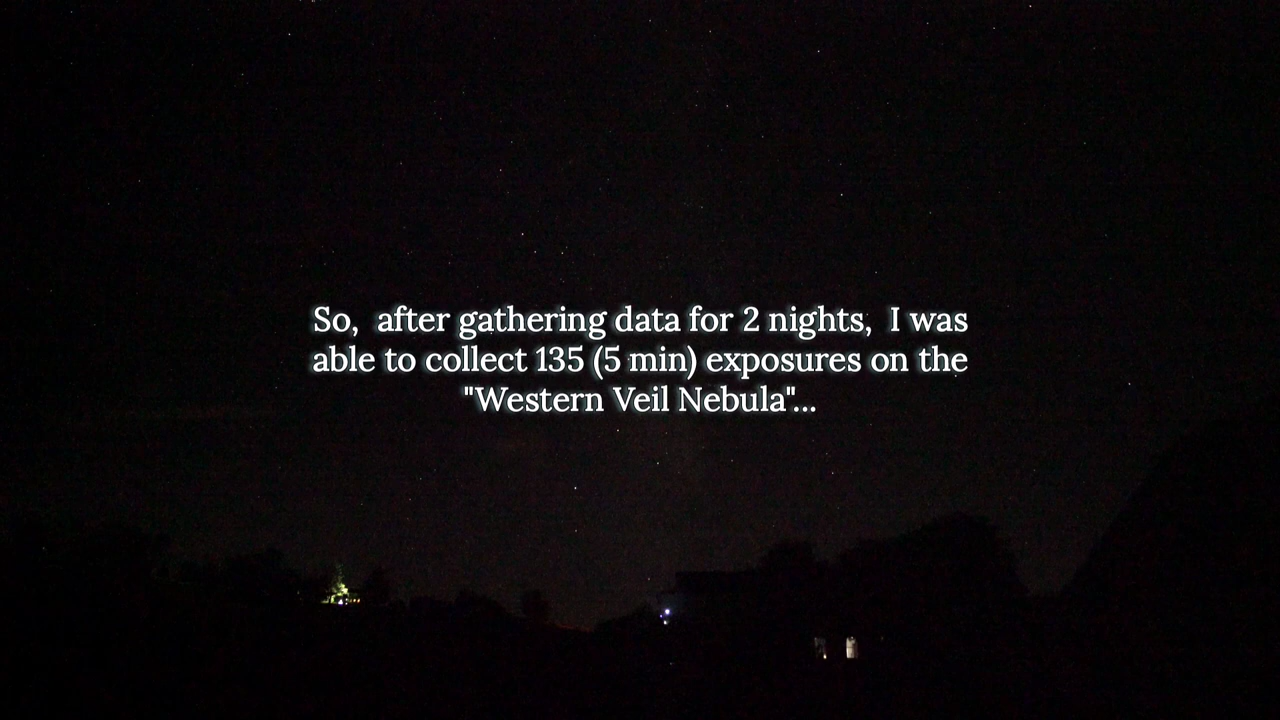 So,  after gathering data for 2 nights,  I was
able to collect 135 (5 min) exposures on the
"Western Veil Nebula"...